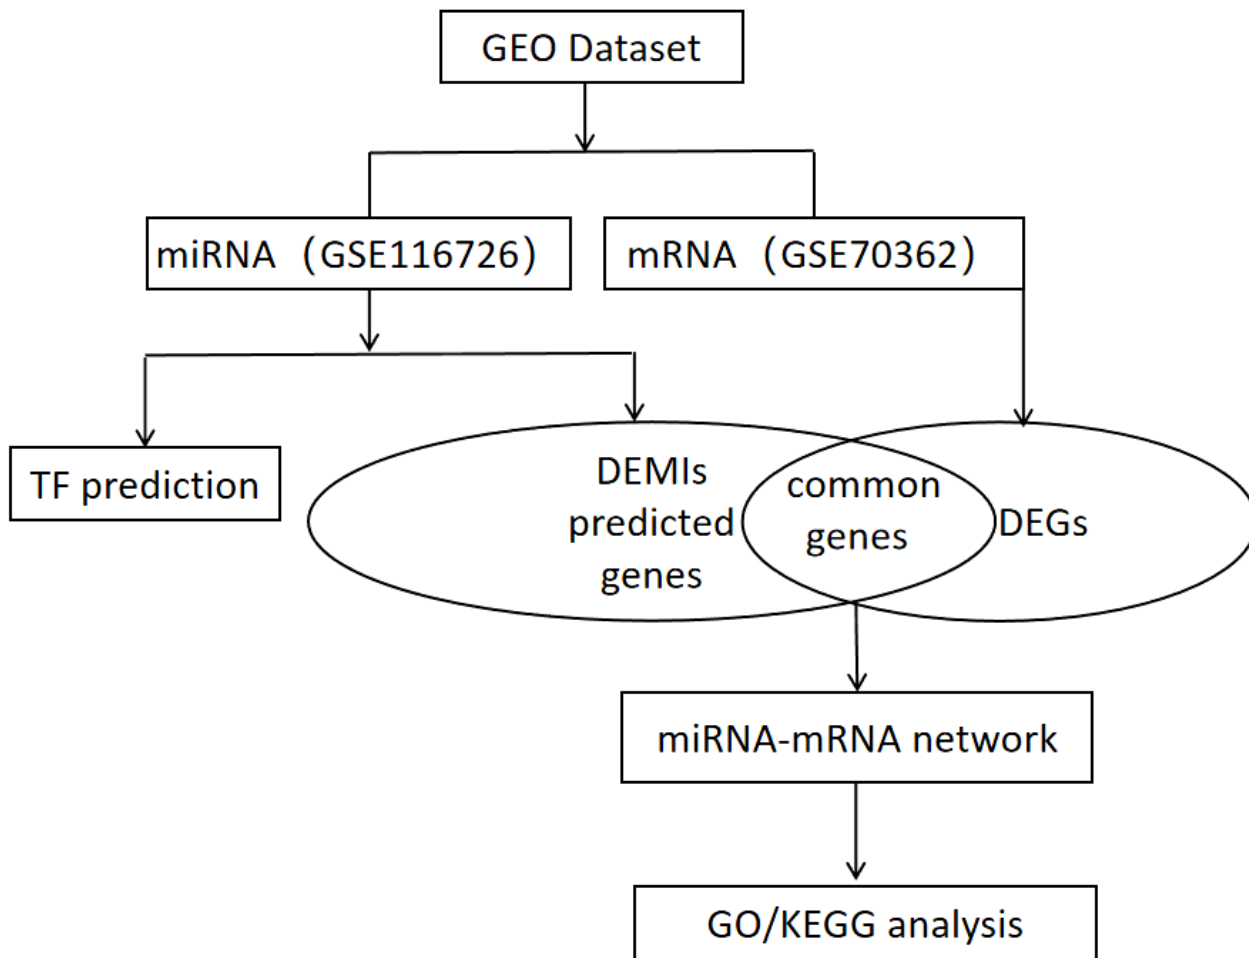 GEO Dataset
miRNA（GSE116726）
mRNA（GSE70362）
TF prediction
DEMIs
predicted
genes
common
genes
DEGs
miRNA-mRNA network
GO/KEGG analysis